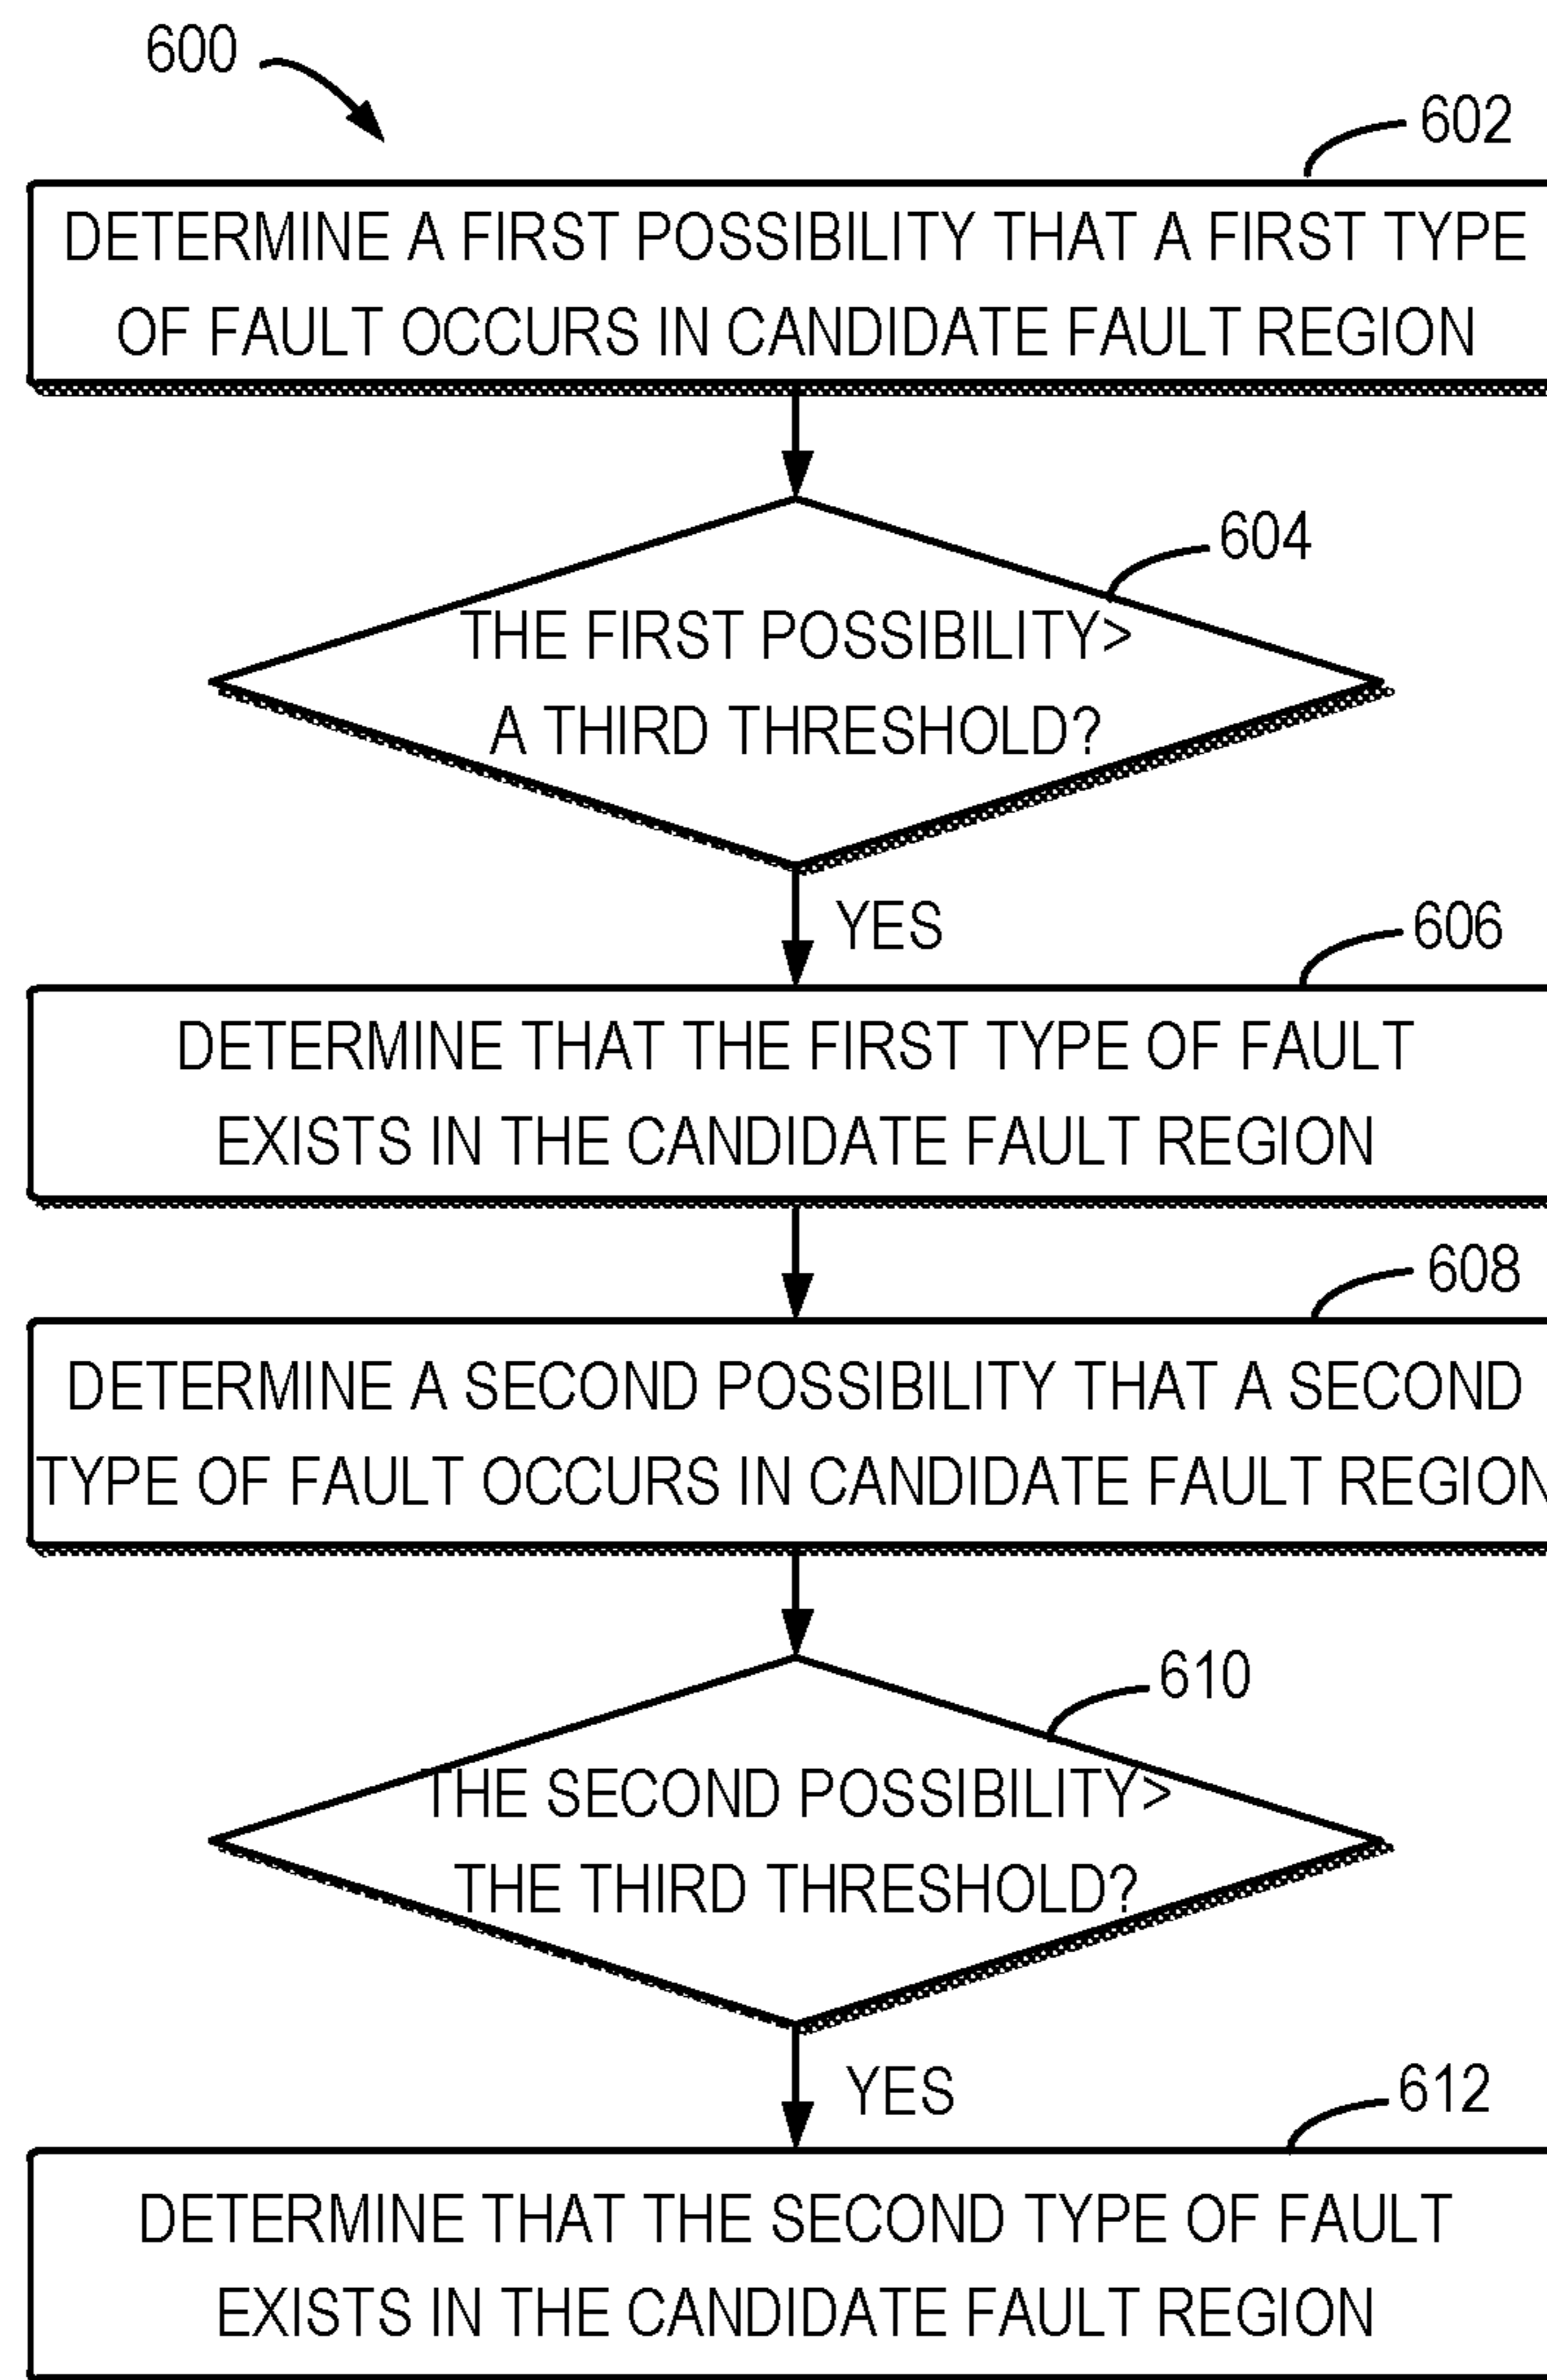 600
602
DETERMINE A FIRST POSSIBILITY THAT A FIRST TYPE
OF FAULT OCCURS IN CANDIDATE FAULT REGION
604
THE FIRST POSSIBILITY>
A THIRD THRESHOLD?
YES
606
DETERMINE THAT THE FIRST TYPE OF FAULT
EXISTS IN THE CANDIDATE FAULT REGION
608
DETERMINE A SECOND POSSIBILITY THAT A SECOND
TYPE OF FAULT OCCURS IN CANDIDATE FAULT REGION
610
THE SECOND POSSIBILITY>
THE THIRD THRESHOLD?
YES
612
DETERMINE THAT THE SECOND TYPE OF FAULT
EXISTS IN THE CANDIDATE FAULT REGION